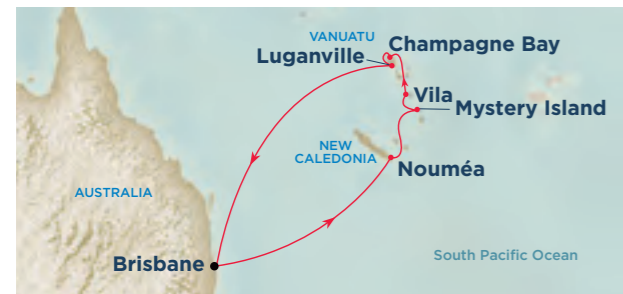 VANUATU
Champagne Bay
Luganville
Vila
Mystery Island
NEW
CALEDONIA
Nouméa
AUSTRALIA
South Pacific Ocean
Brisbane